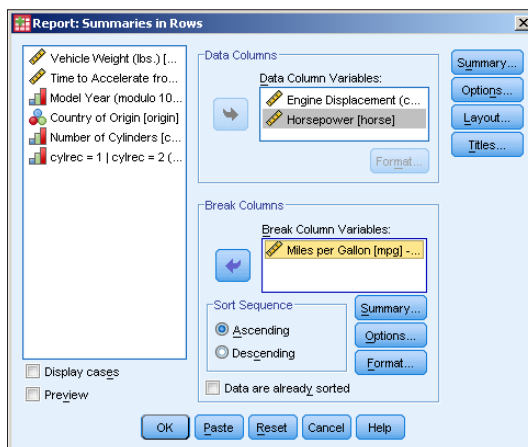 Report: Summaries in Rows
Vehicle Weight (lbs.) [...
Time to Accelerate fro...
Model Year (modulo 10...
Country of Origin [origin]
Number of Cylinders [c...
cylrec = 1 | cylrec = 2 (...
Display cases
Preview
Data Columns
Data Column Variables:
Engine Displacement (c...
Horsepower [horse]
Format...
Break Columns
Break Column Variables:
Miles per Gallon [mpg] -...
Sort Sequence
Ascending
Descending
Summary...
Options...
Format...
Data are already sorted
Summary...
Options...
Layout...
Titles...
OK
Paste
Reset
Cancel
Help